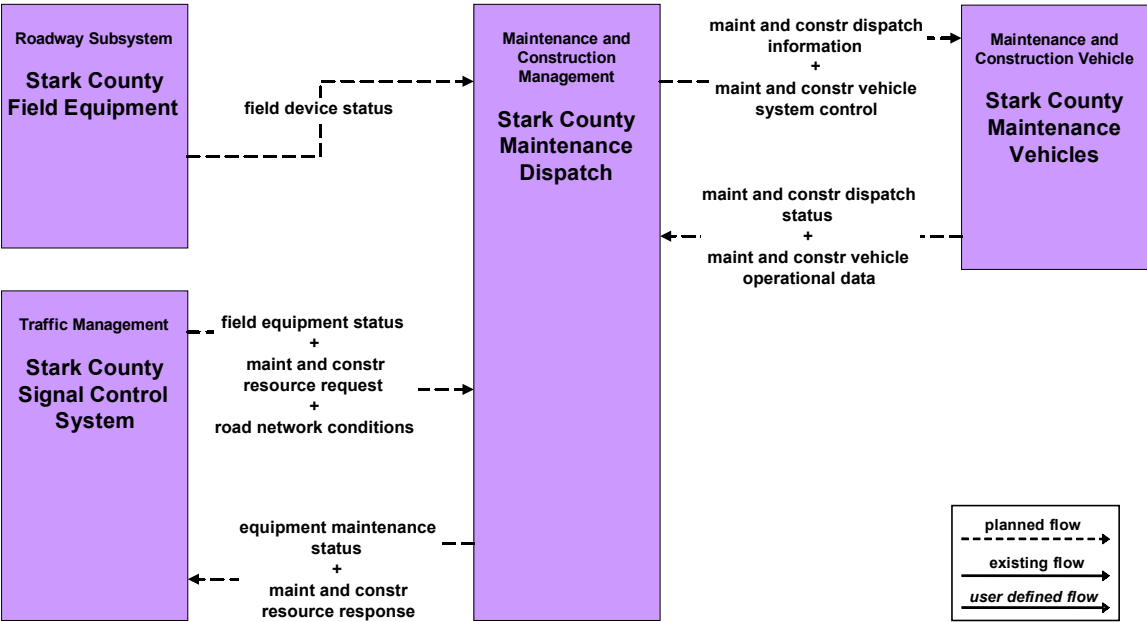 Roadway Subsystem
Stark County
Field Equipment
field device status
Maintenance and
Construction
Management
Stark County
Maintenance
Dispatch
maint and constr dispatch
information
+
maint and constr vehicle
system control
Maintenance and
Construction Vehicle
Stark County
Maintenance
Vehicles
maint and constr dispatch
status
+
maint and constr vehicle
operational data
Traffic Management
Stark County
Signal Control
System
field equipment status
+
maint and constr
resource request
+
road network conditions
equipment maintenance
status
+
maint and constr
resource response
planned flow
existing flow
user defined flow